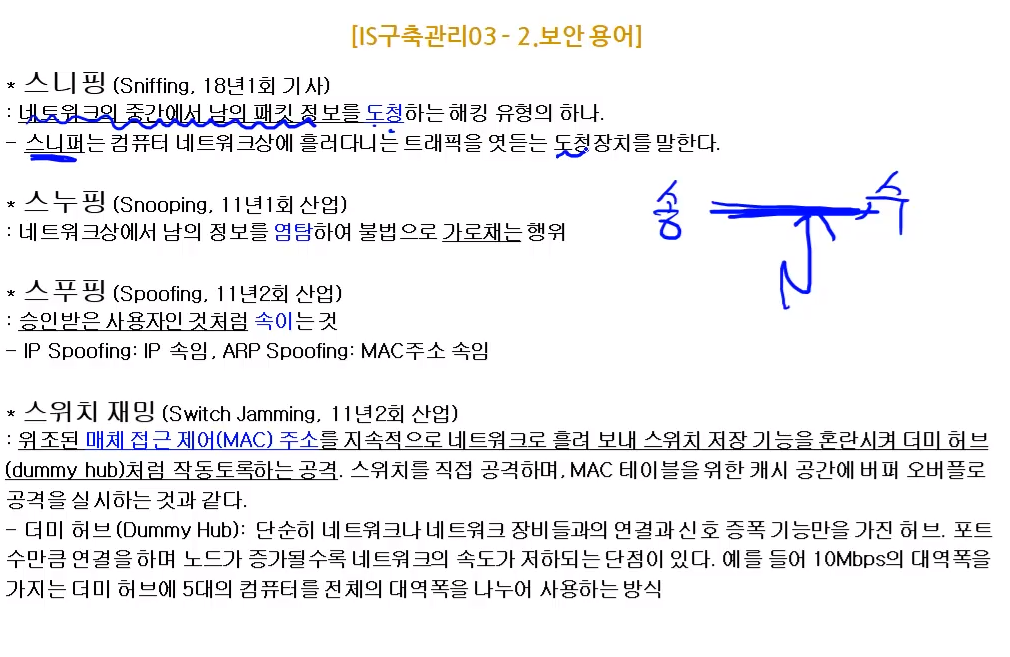 [IS구축관리03 - 2.보안 용어]
* 스니핑 (Sniffing, 18년1회 기사)
: 네트워크의 중간에서 남의 패킷 정보를 도청하는 해킹 유형의 하나.
- 스니퍼는 컴퓨터 네트워크상에 흘러다니는 트래픽을 엿듣는 도청장치를 말한다.
* 스누핑 (Snooping, 11년1회 산업)
: 네트워크상에서 남의 정보를 염탐하여 불법으로 가로채는 행위
송 수
* 스푸핑 (Spoofing, 11년2회 산업)
: 승인받은 사용자인 것처럼 속이는 것
- IP Spoofing: IP 속임, ARP Spoofing: MAC주소 속임
* 스위치 재밍 (Switch Jamming, 11년2회 산업)
: 위조된 매체 접근 제어(MAC) 주소를 지속적으로 네트워크로 흘려 보내 스위치 저장 기능을 혼란시켜 더미 허브
(dummy hub)처럼 작동토록하는 공격. 스위치를 직접 공격하며, MAC 테이블을 위한 캐시 공간에 버퍼 오버플로
공격을 실시하는 것과 같다.
- 더미 허브 (Dummy Hub): 단순히 네트워크나 네트워크 장비들과의 연결과 신호 증폭 기능만을 가진 허브. 포트
수만큼 연결을 하며 노드가 증가될수록 네트워크의 속도가 저하되는 단점이 있다. 예를 들어 10Mbps의 대역폭을
가지는 더미 허브에 5대의 컴퓨터를 전체의 대역폭을 나누어 사용하는 방식